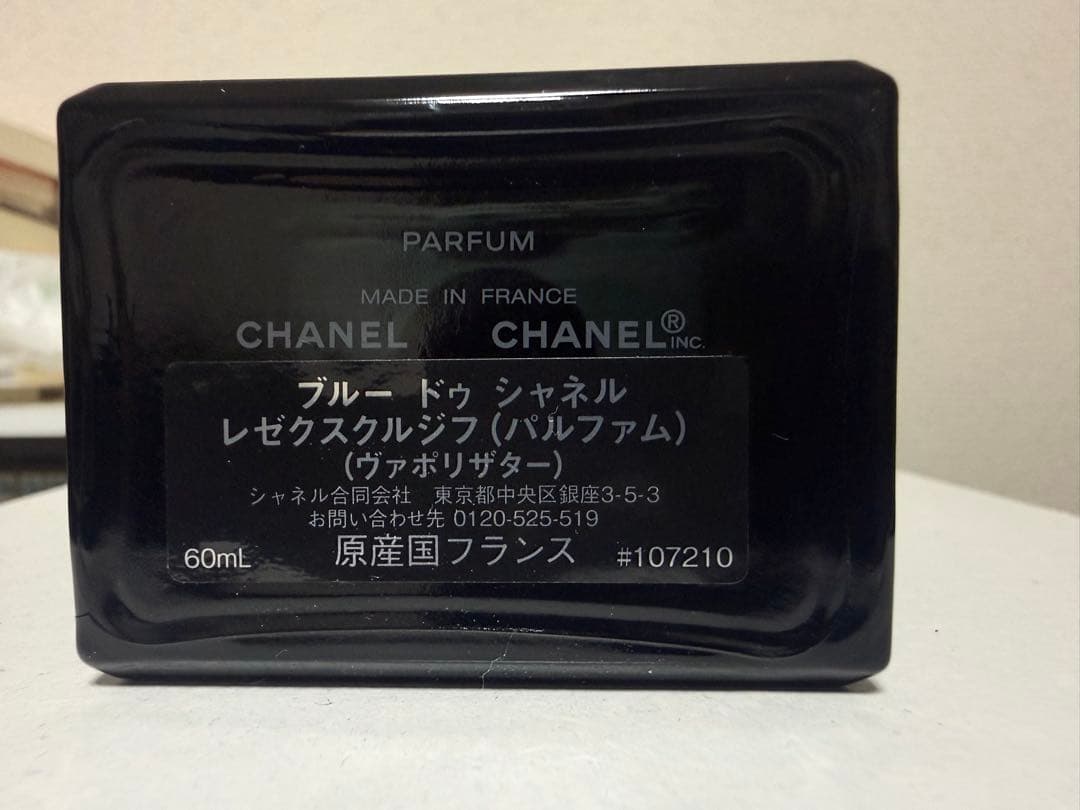 PARFUM
MADE IN FRANCE
CHANEL CHANEL® INC.
ブルー ドゥ シャネル
レゼクスクルジフ(パルファム)
(ヴァポリザター)
シャネル合同会社 東京都中央区銀座3-5-3
お問い合わせ先 0120-525-519
60mL 原産国フランス #107210